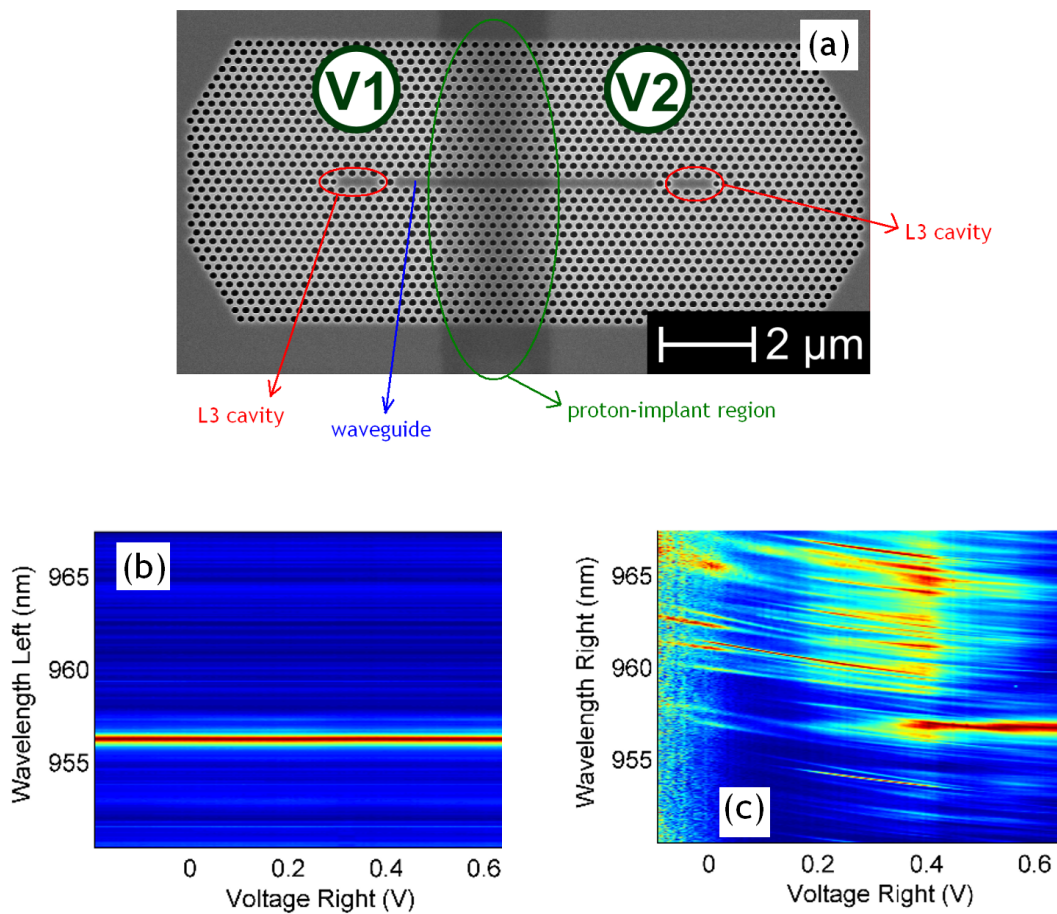 (a)
V1
V2
L3 cavity
2 µm
L3 cavity
waveguide
proton-implant region
(b)
Wavelength Left (nm)
965
960
955
0 0.2 0.4 0.6
Voltage Right (V)
(c)
Wavelength Right (nm)
965
960
955
0 0.2 0.4 0.6
Voltage Right (V)